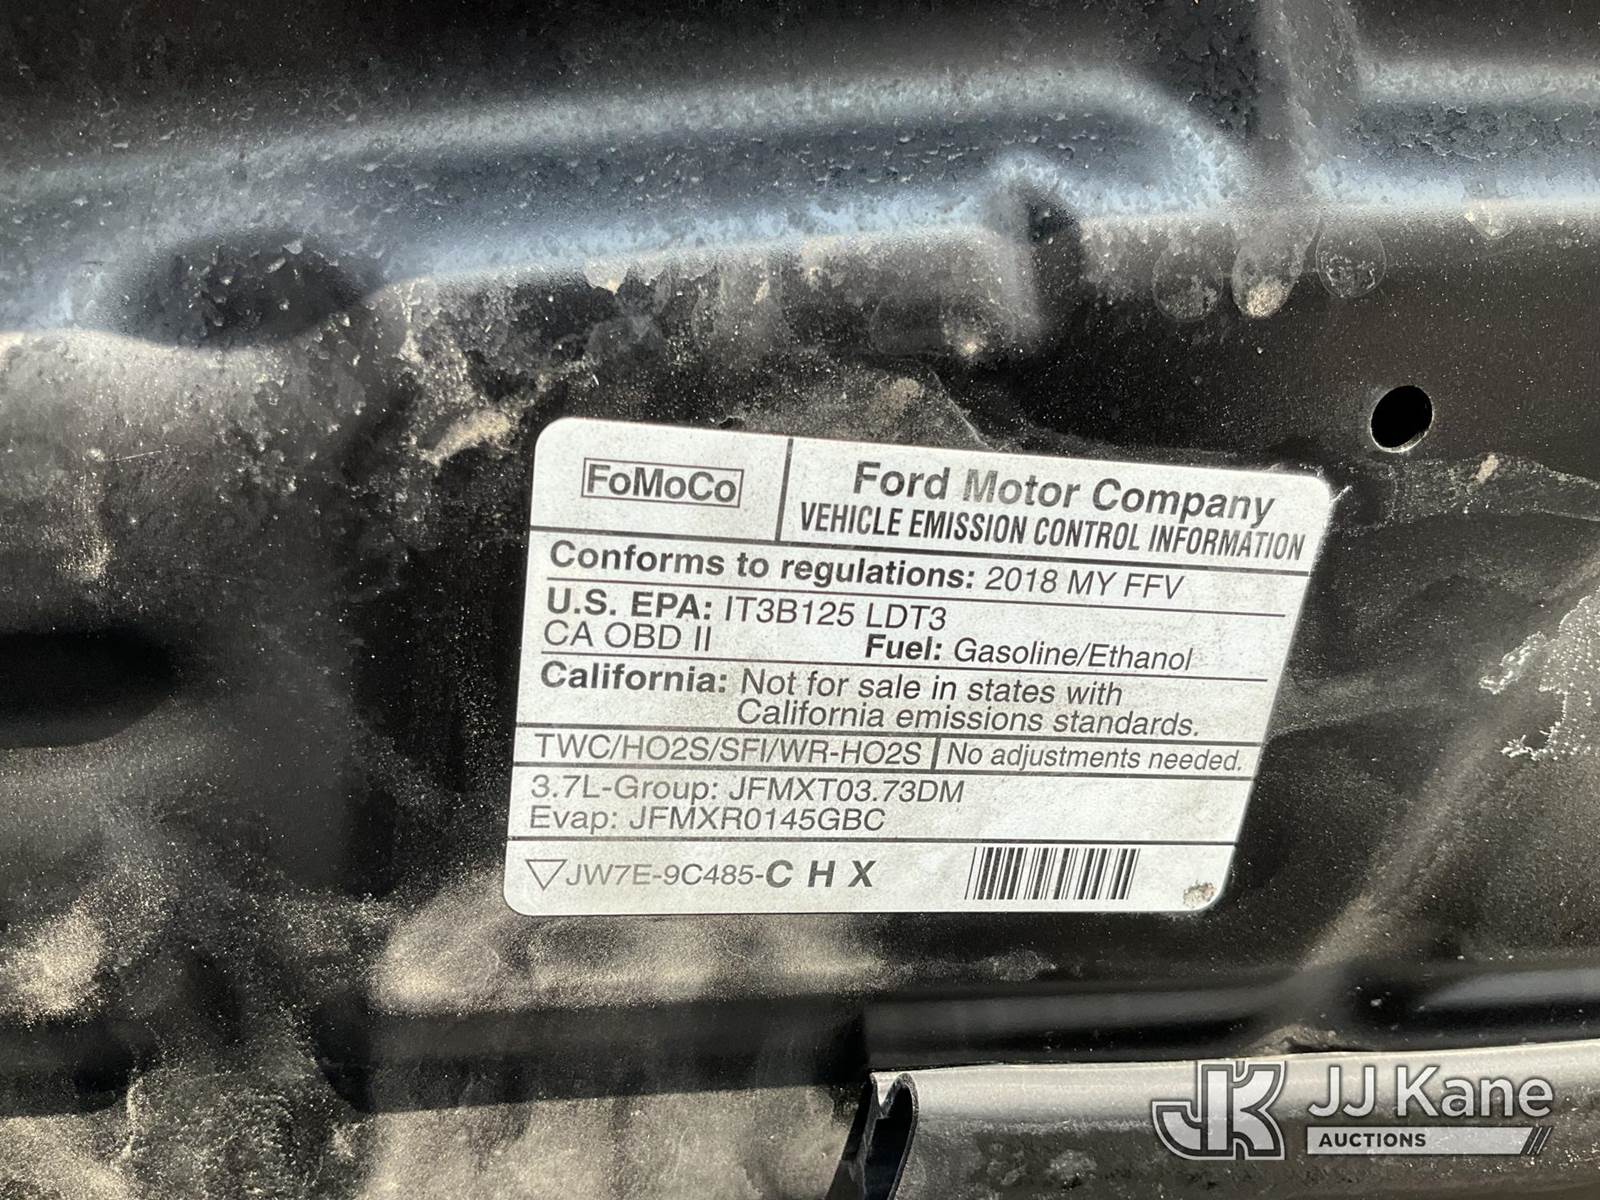 FoMoCo
Ford Motor Company
VEHICLE EMISSION CONTROL INFORMATION
Conforms to regulations: 2018 MY FFV
U.S. EPA: IT3B125 LDT3
CA OBD II Fuel: Gasoline/Ethanol
California: Not for sale in states with
California emissions standards.
TWC/HO2S/SFI/WR-HO2S No adjustments needed.
3.7L-Group: JFMXT03.73DM
Evap: JFMXR0145GBC
JW7E-9C485-C H X
JK JJ Kane
AUCTIONS